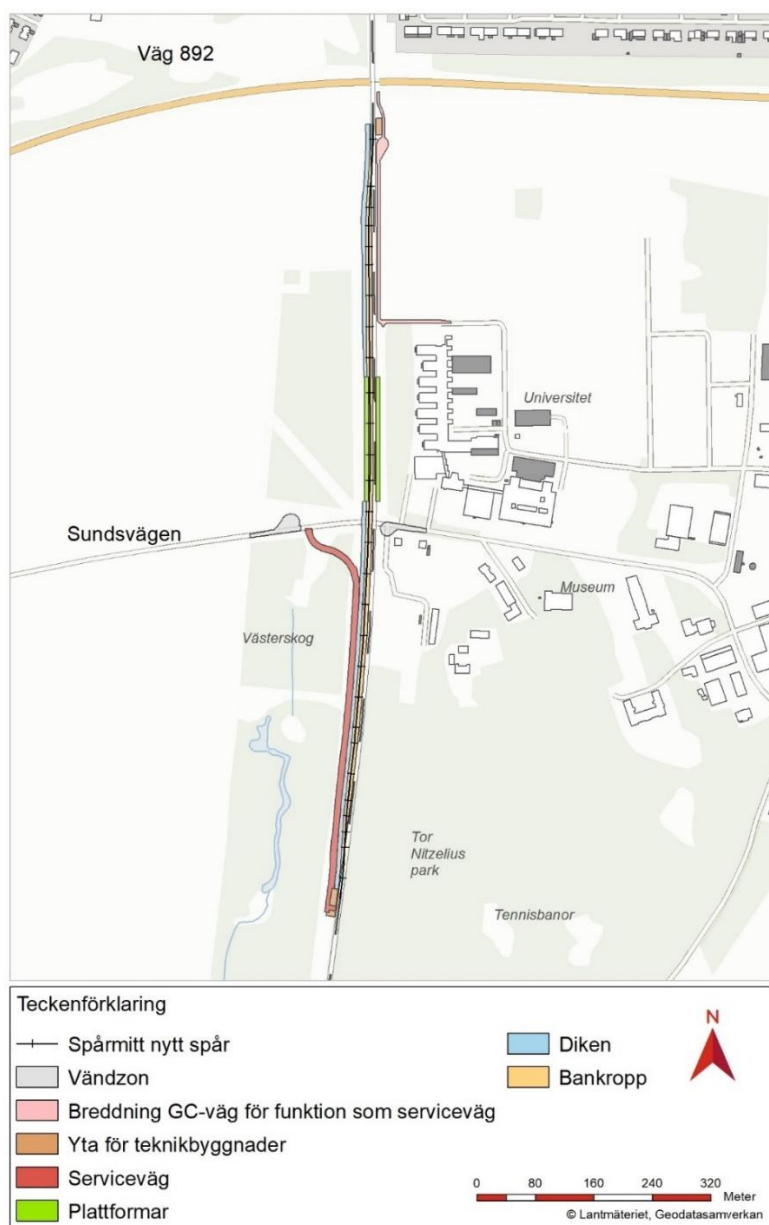 Väg 892
Universitet
Sundsvägen
Museum
Västerskog
Tor
Nitzelius
park
Tennisbanor
Teckenförklaring
Spårmitt nytt spår
Vändzon
Breddning GC-väg för funktion som serviceväg
Yta för teknikbyggnader
Serviceväg
Plattformar
Diken
Bankropp
N
0 80 160 240 320
Meter
© Lantmäteriet, Geodatasamverkan